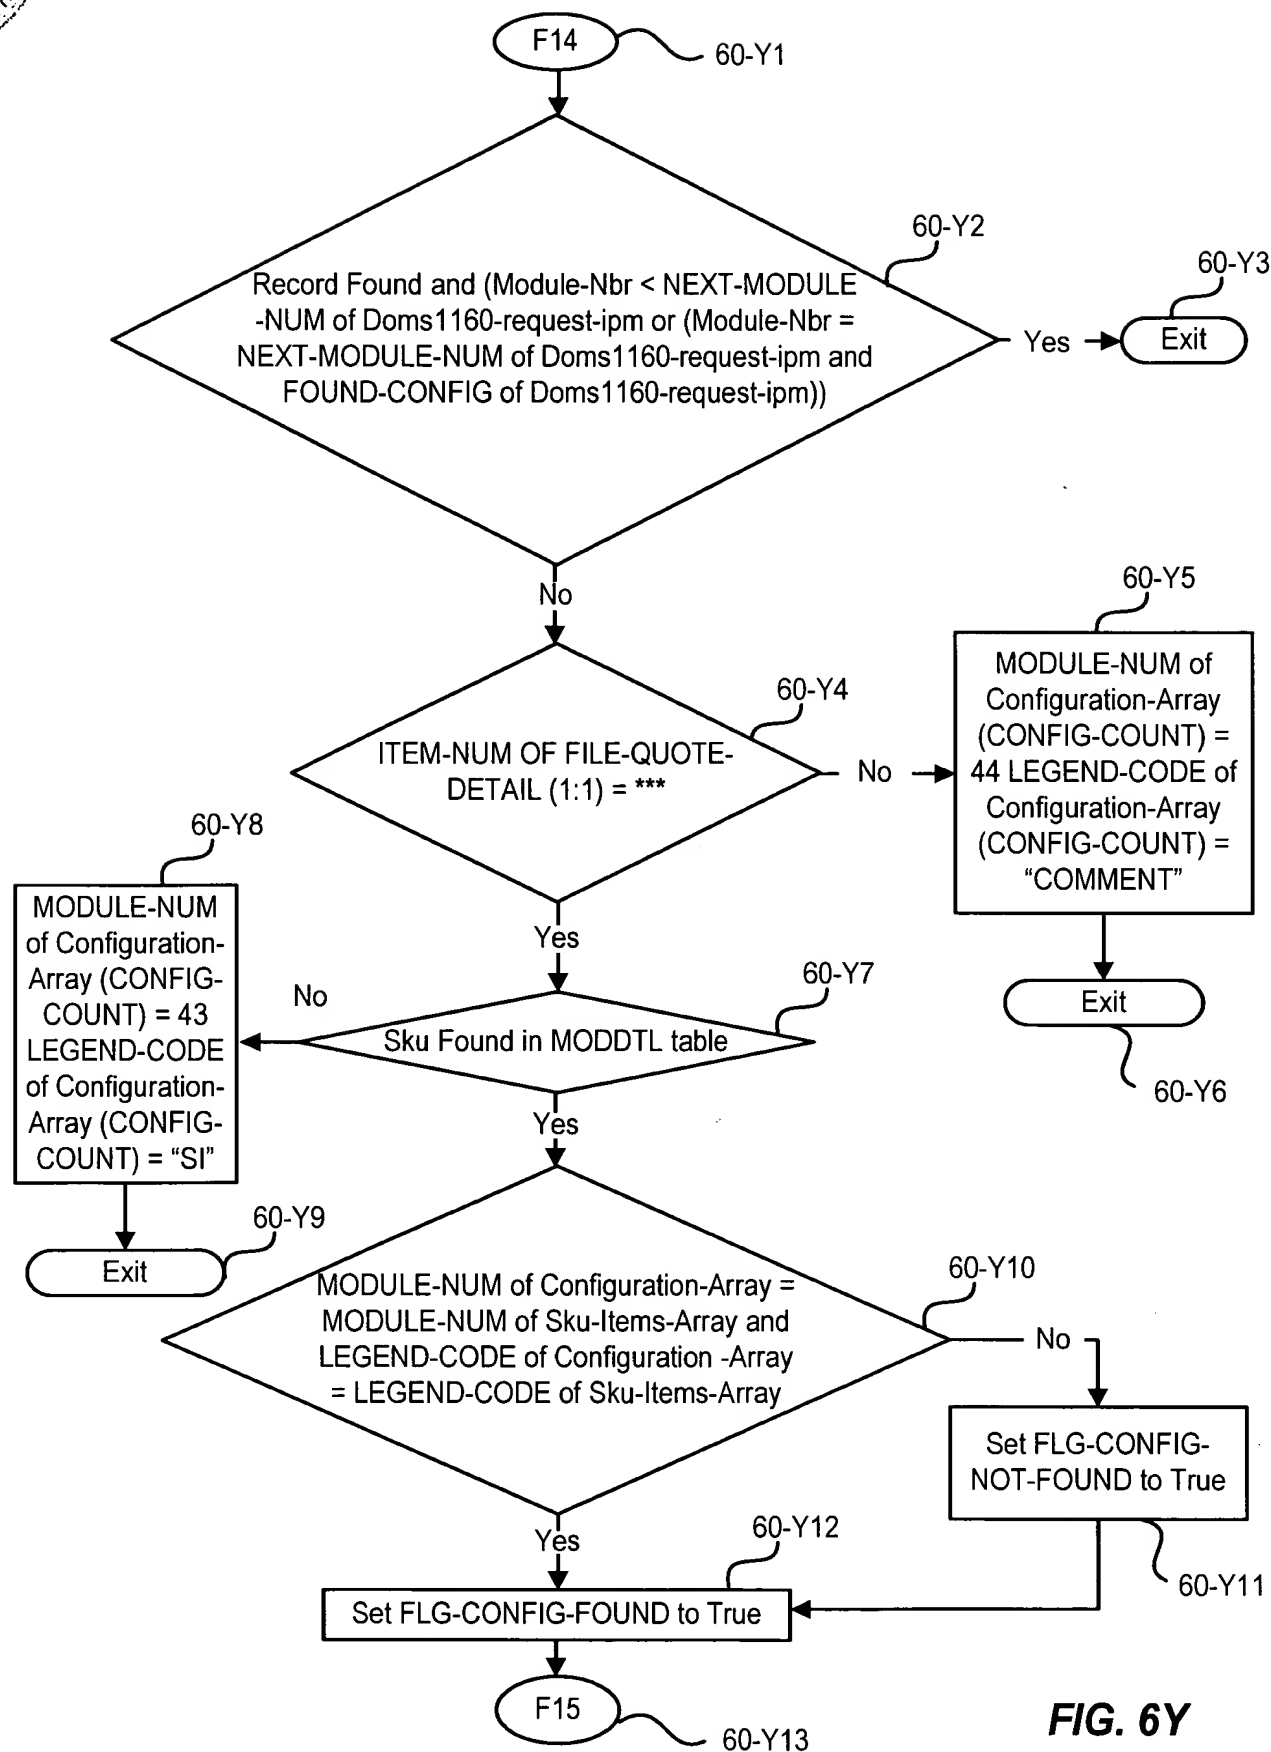 F14
60-Y1
60-Y2
Record Found and (Module-Nbr < NEXT-MODULE
-NUM of Doms1160-request-ipm or (Module-Nbr =
NEXT-MODULE-NUM of Doms1160-request-ipm and
FOUND-CONFIG of Doms1160-request-ipm))
Yes
60-Y3
Exit
No
60-Y4
ITEM-NUM OF FILE-QUOTE-
DETAIL (1:1) = ***
No
60-Y5
MODULE-NUM of
Configuration-Array
(CONFIG-COUNT) =
44 LEGEND-CODE of
Configuration-Array
(CONFIG-COUNT) =
“COMMENT”
Exit
60-Y6
Yes
60-Y7
Sku Found in MODDTL table
No
60-Y8
MODULE-NUM
of Configuration-
Array (CONFIG-
COUNT) = 43
LEGEND-CODE
of Configuration-
Array (CONFIG-
COUNT) = “SI”
60-Y9
Exit
Yes
60-Y10
MODULE-NUM of Configuration-Array =
MODULE-NUM of Sku-Items-Array and
LEGEND-CODE of Configuration -Array
= LEGEND-CODE of Sku-Items-Array
No
Set FLG-CONFIG-
NOT-FOUND to True
60-Y11
Yes
60-Y12
Set FLG-CONFIG-FOUND to True
F15
60-Y13
FIG. 6Y